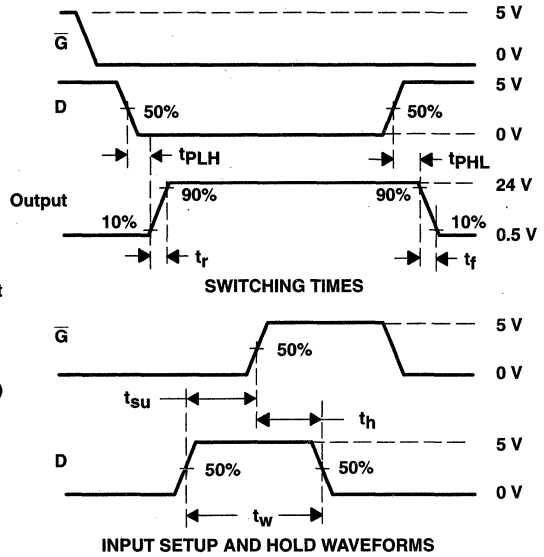 5 V
G
0 V
5 V
D
50%
50%
0 V
tPLH
tPHL
24 V
Output
90%
90%
10%
10%
0.5 V
tr
tf
SWITCHING TIMES
t
5 V
G
50%
0 V
)
tsu
th
5 V
D
50%
50%
0 V
tw
INPUT SETUP AND HOLD WAVEFORMS